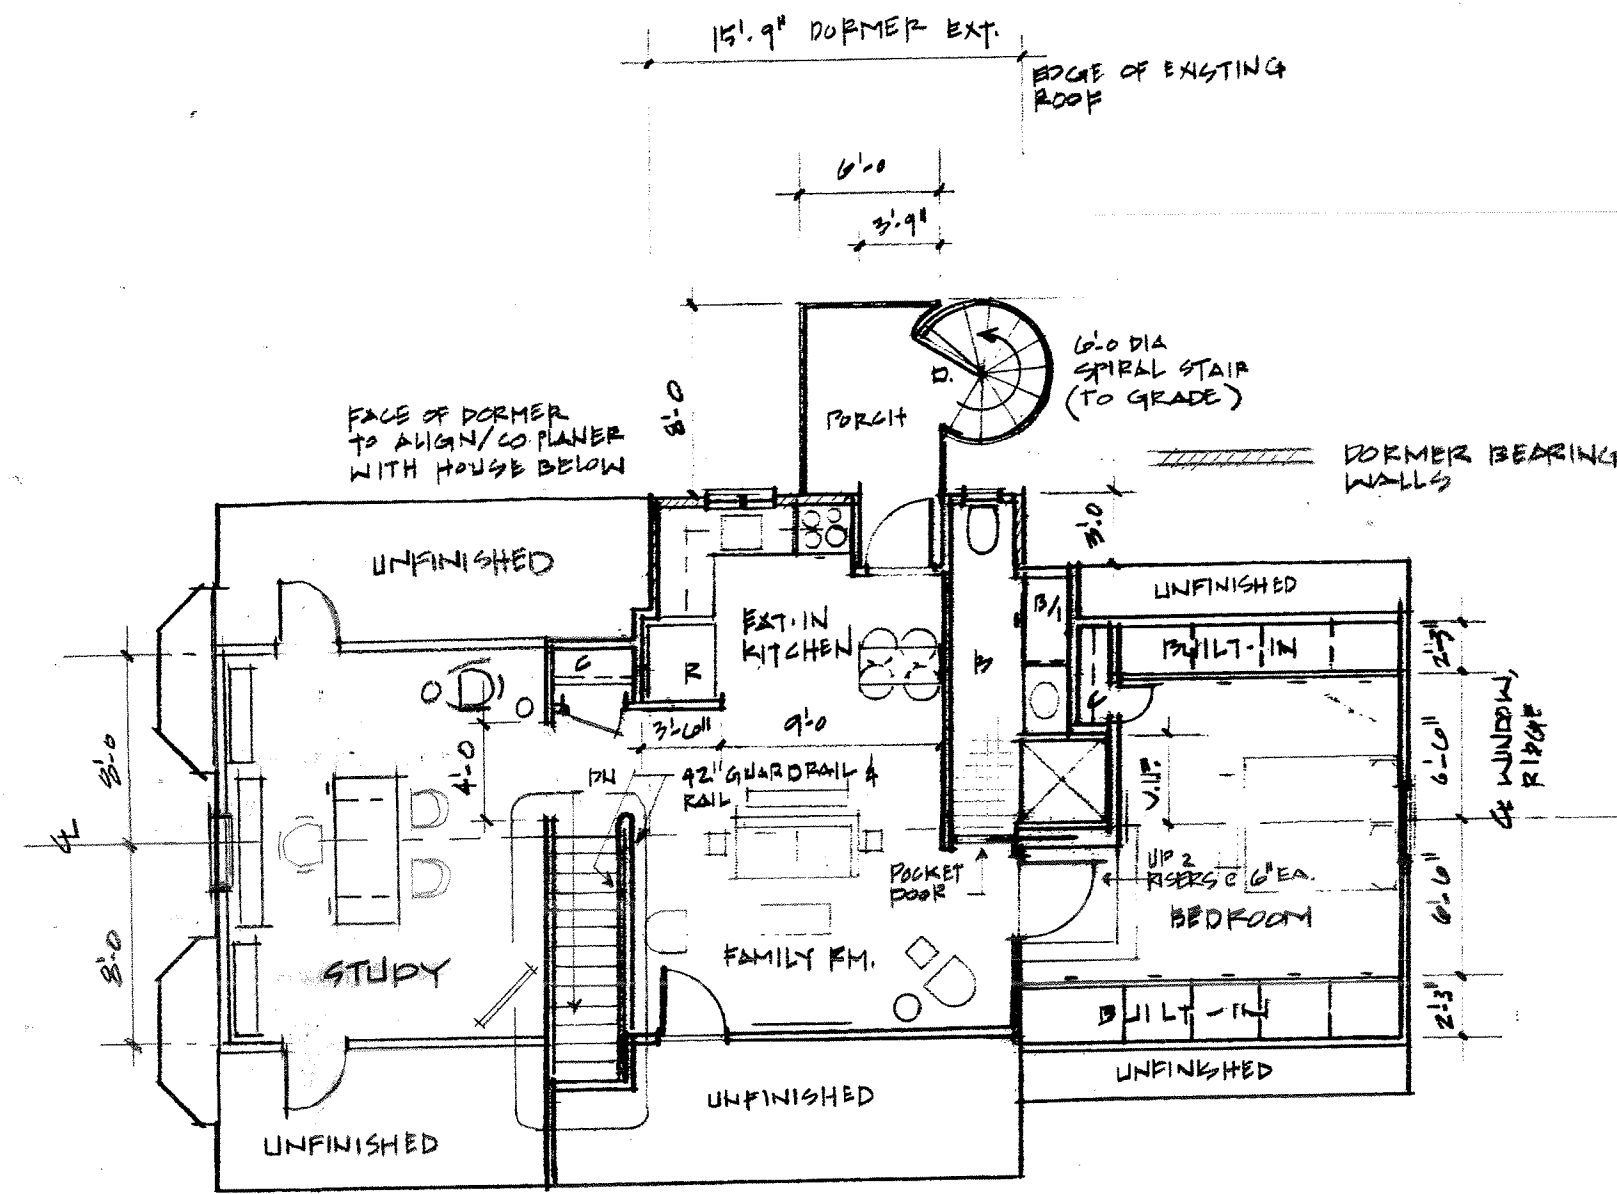 15'-9" DORMER EXT.
EDGE OF EXISTING
ROOF
6'-0
3'-9"
6'-0 DIA
SPIRAL STAIR
(TO GRADE)
D.
PORCH
8'-0
FACE OF DORMER
TO ALIGN/CO PLANER
WITH HOUSE BELOW
DORMER BEARING
WALLS
3'-0
UNFINISHED
UNFINISHED
B/I
EAT-IN
KITCHEN
BUILT-IN
2'-3"
C
R
B
C
3'-6"
9'-0
4'-0
8'-0
DN
42" GUARDRAIL &
RAIL
V.I.F.
6'-6"
℄ WINDOW,
RIDGE
℄
POCKET
DOOR
UP 2
RISERS @ 6" EA.
BEDROOM
6'-6"
8'-0
STUDY
FAMILY RM.
BUILT-IN
2'-3"
UNFINISHED
UNFINISHED
UNFINISHED